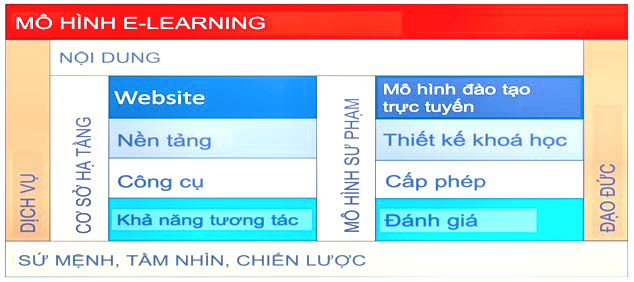 MÔ HÌNH E-LEARNING
NỘI DUNG
DỊCH VỤ
CƠ SỞ HẠ TẦNG
Website
Nền tảng
Công cụ
Khả năng tương tác
MÔ HÌNH SƯ PHẠM
Mô hình đào tạo
trực tuyến
Thiết kế khoá học
Cấp phép
Đánh giá
ĐẠO ĐỨC
SỨ MỆNH, TẦM NHÌN, CHIẾN LƯỢC